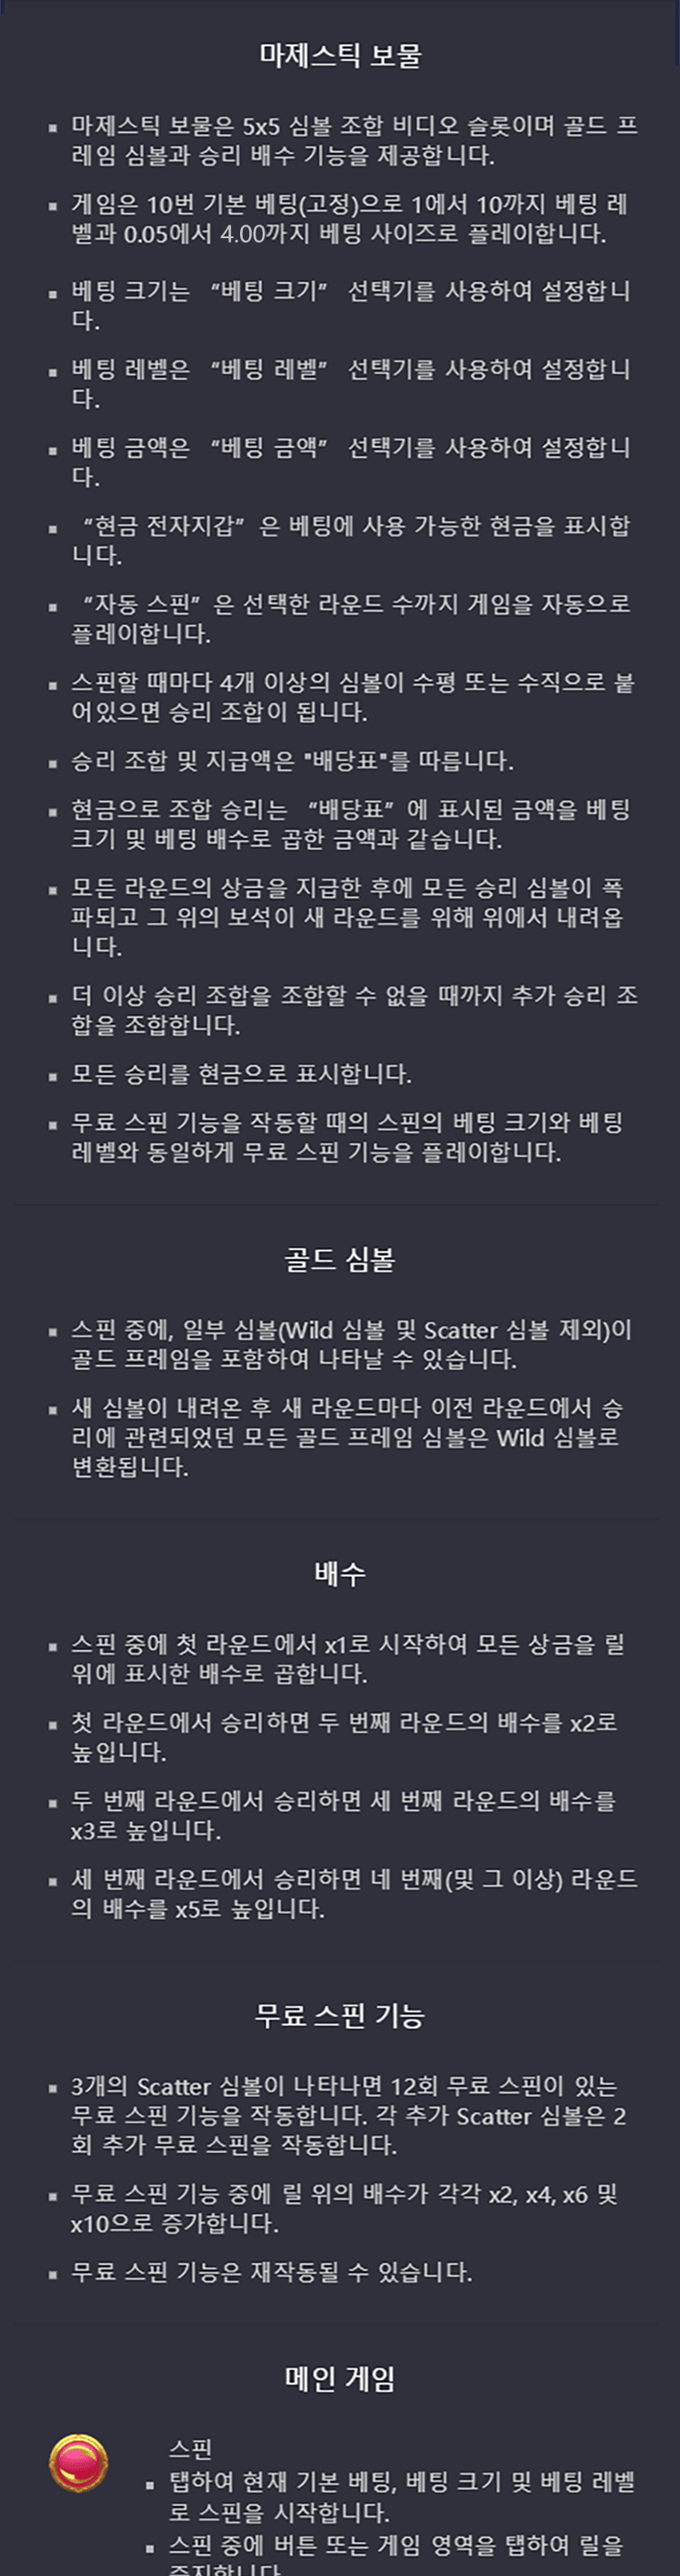 마제스틱 보물
마제스틱 보물은 5x5 심볼 조합 비디오 슬롯이며 골드 프
레임 심볼과 승리 배수 기능을 제공합니다.
게임은 10번 기본 베팅(고정)으로 1에서 10까지 베팅 레
벨과 0.05에서 4.00까지 베팅 사이즈로 플레이합니다.
베팅 크기는 “베팅 크기” 선택기를 사용하여 설정합니
다.
베팅 레벨은 “베팅 레벨” 선택기를 사용하여 설정합니
다.
베팅 금액은 “베팅 금액” 선택기를 사용하여 설정합니
다.
“현금 전자지갑”은 베팅에 사용 가능한 현금을 표시합
니다.
“자동 스핀”은 선택한 라운드 수까지 게임을 자동으로
플레이합니다.
스핀할 때마다 4개 이상의 심볼이 수평 또는 수직으로 붙
어있으면 승리 조합이 됩니다.
승리 조합 및 지급액은 "배당표"를 따릅니다.
현금으로 조합 승리는 “배당표”에 표시된 금액을 베팅
크기 및 베팅 배수로 곱한 금액과 같습니다.
모든 라운드의 상금을 지급한 후에 모든 승리 심볼이 폭
파되고 그 위의 보석이 새 라운드를 위해 위에서 내려옵
니다.
더 이상 승리 조합을 조합할 수 없을 때까지 추가 승리 조
합을 조합합니다.
모든 승리를 현금으로 표시합니다.
무료 스핀 기능을 작동할 때의 스핀의 베팅 크기와 베팅
레벨와 동일하게 무료 스핀 기능을 플레이합니다.
골드 심볼
스핀 중에, 일부 심볼(Wild 심볼 및 Scatter 심볼 제외)이
골드 프레임을 포함하여 나타날 수 있습니다.
새 심볼이 내려온 후 새 라운드마다 이전 라운드에서 승
리에 관련되었던 모든 골드 프레임 심볼은 Wild 심볼로
변환됩니다.
배수
스핀 중에 첫 라운드에서 x1로 시작하여 모든 상금을 릴
위에 표시한 배수로 곱합니다.
첫 라운드에서 승리하면 두 번째 라운드의 배수를 x2로
높입니다.
두 번째 라운드에서 승리하면 세 번째 라운드의 배수를
x3로 높입니다.
세 번째 라운드에서 승리하면 네 번째(및 그 이상) 라운드
의 배수를 x5로 높입니다.
무료 스핀 기능
3개의 Scatter 심볼이 나타나면 12회 무료 스핀이 있는
무료 스핀 기능을 작동합니다. 각 추가 Scatter 심볼은 2
회 추가 무료 스핀을 작동합니다.
무료 스핀 기능 중에 릴 위의 배수가 각각 x2, x4, x6 및
x10으로 증가합니다.
무료 스핀 기능은 재작동될 수 있습니다.
메인 게임
스핀
탭하여 현재 기본 베팅, 베팅 크기 및 베팅 레벨
로 스핀을 시작합니다.
스핀 중에 버튼 또는 게임 영역을 탭하여 릴을